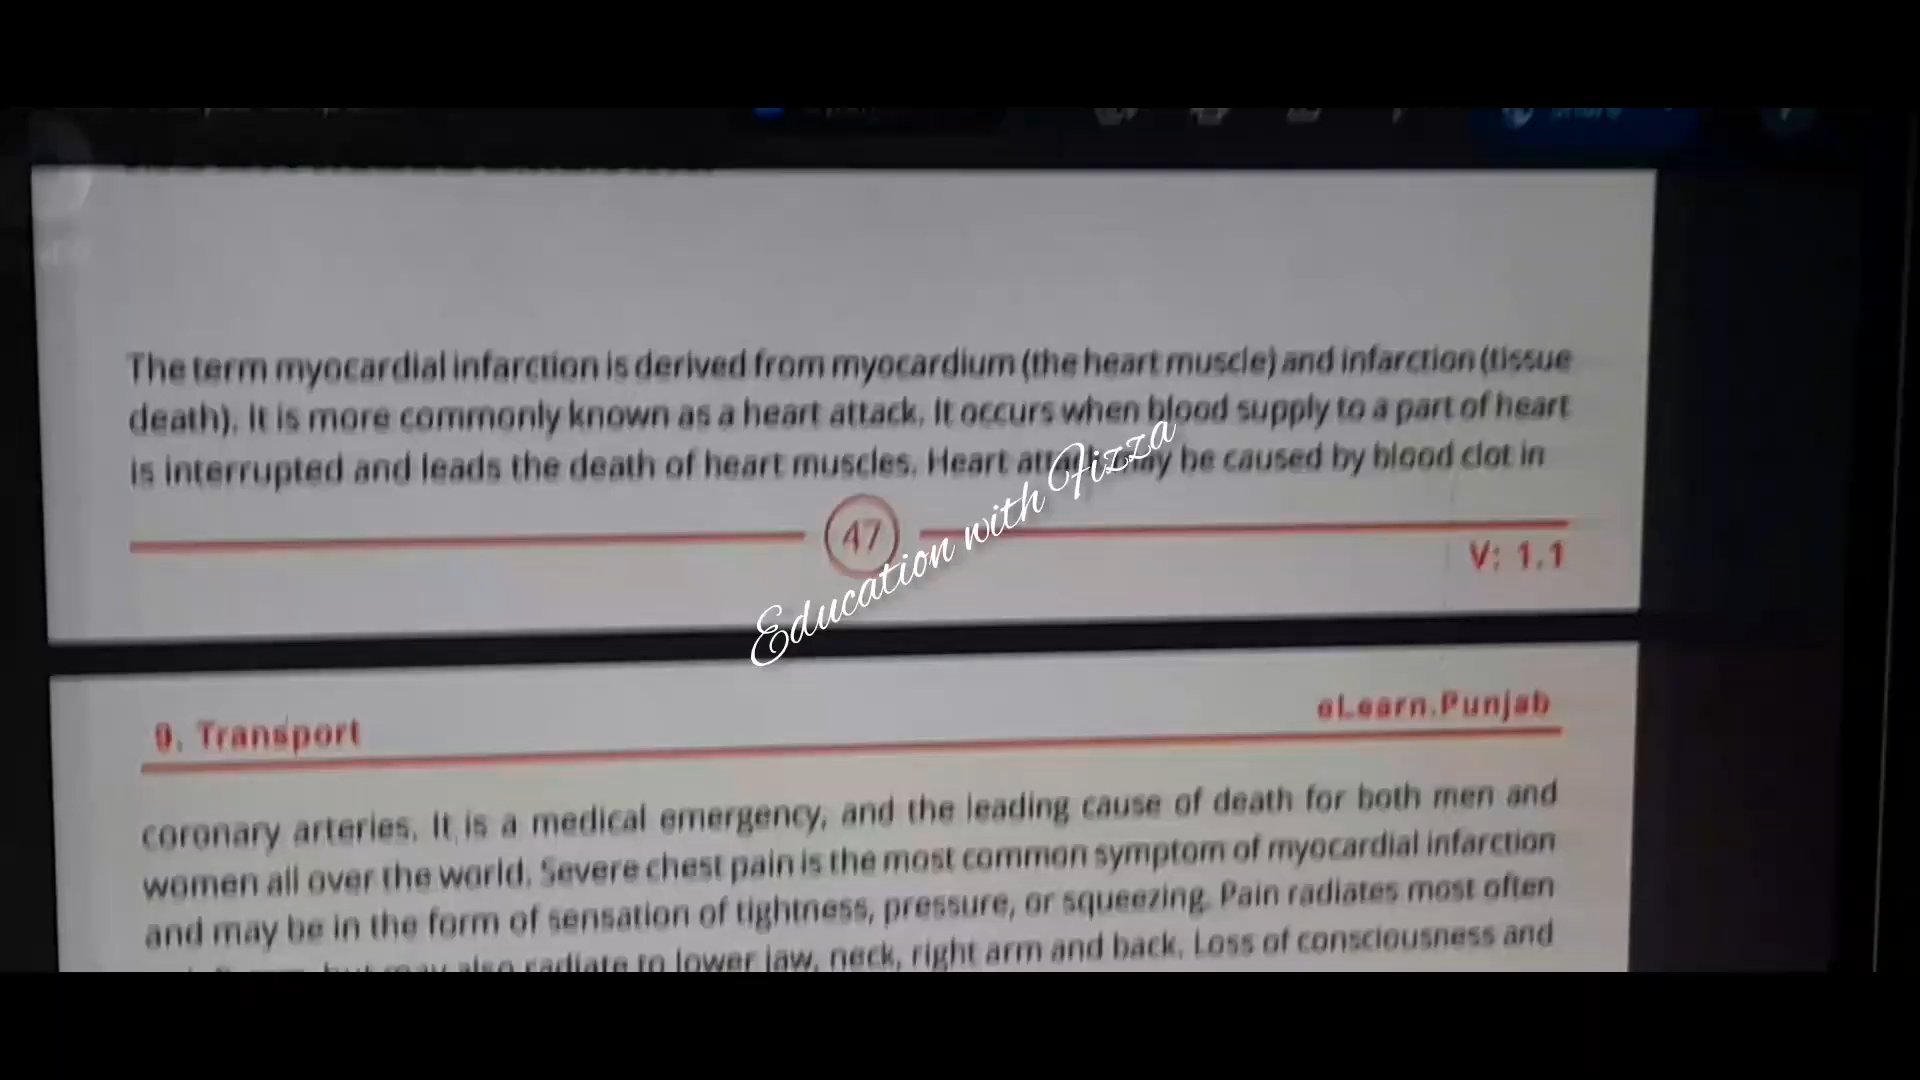 The term myocardial infarction is derived from myocardium (the heart muscle) and infarction (tissue
death). It is more commonly known as a heart attack. It occurs when blood supply to a part of heart
is interrupted and leads the death of heart muscles. Heart may be caused by blood clot in
47
V: 1.1
Education with Fizza
9. Transport
eLearn.Punjab
coronary arteries. It is a medical emergency, and the leading cause of death for both men and
women all over the world. Severe chest pain is the most common symptom of myocardial infarction
and may be in the form of sensation of tightness, pressure, or squeezing. Pain radiates most often
but may also radiate to lower jaw, neck, right arm and back. Loss of consciousness and